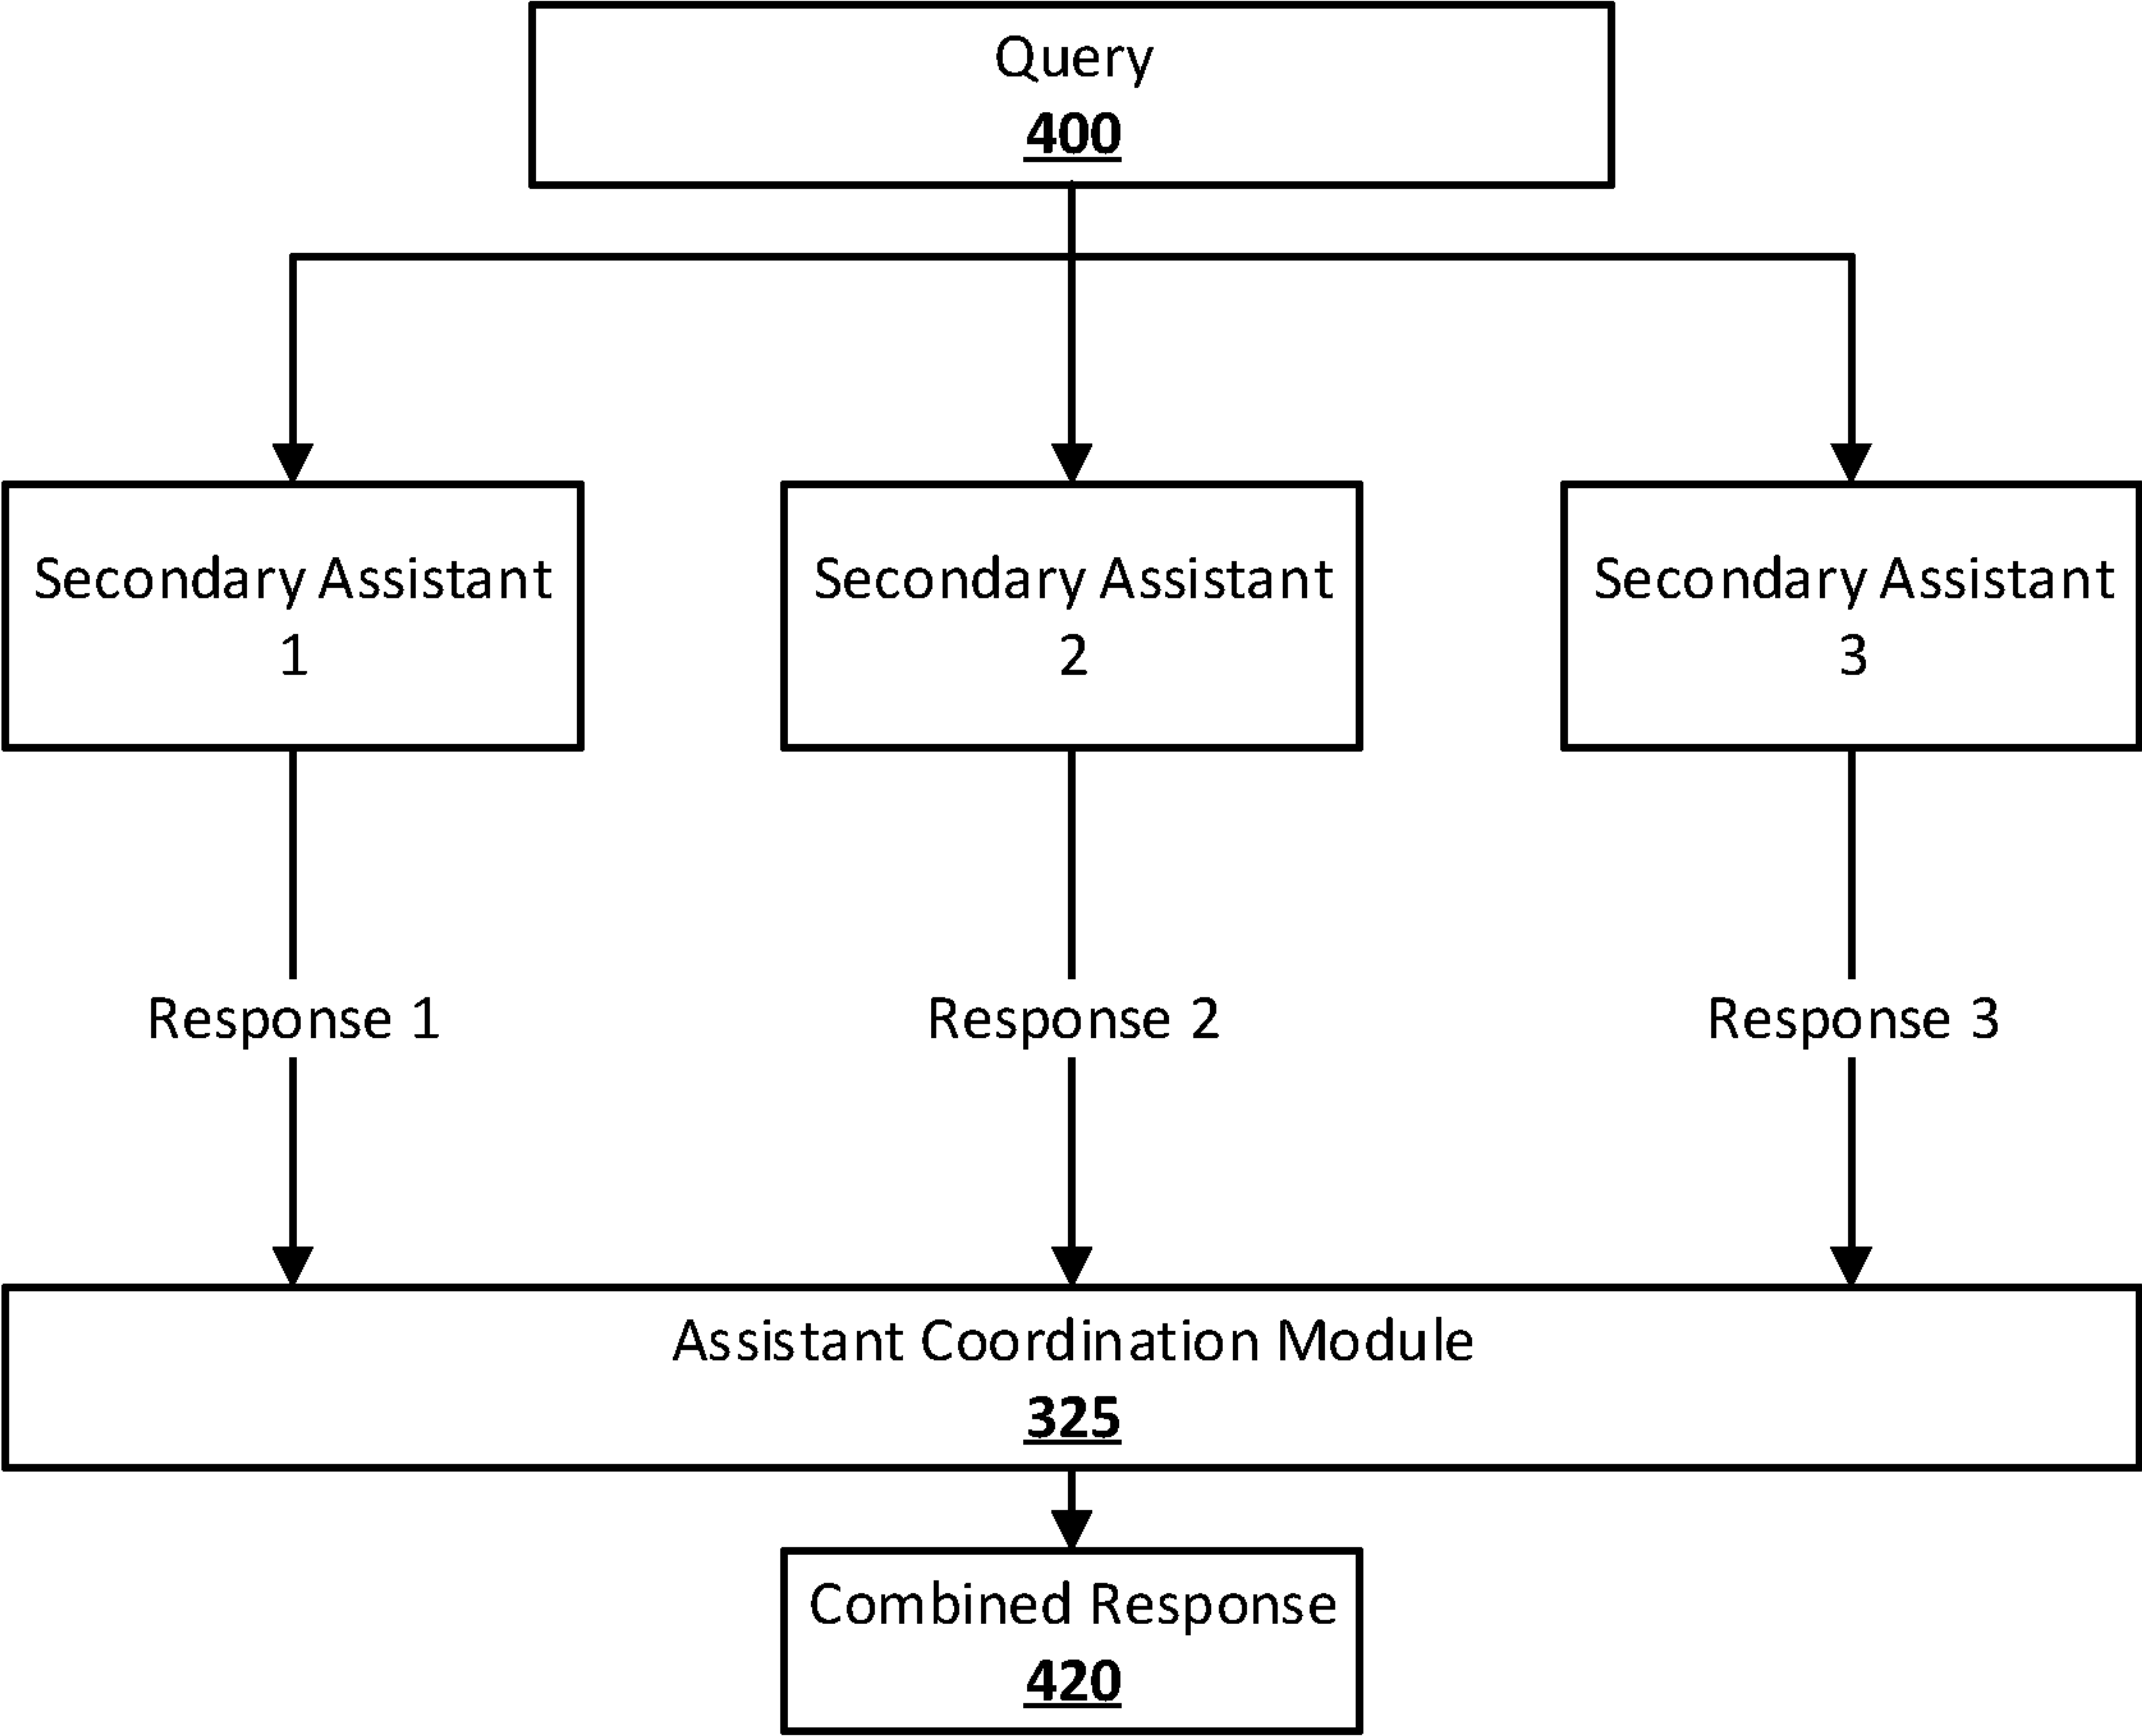 Query
400
Secondary Assistant
1
Secondary Assistant
2
Secondary Assistant
3
Response 1
Response 2
Response 3
Assistant Coordination Module
325
Combined Response
420